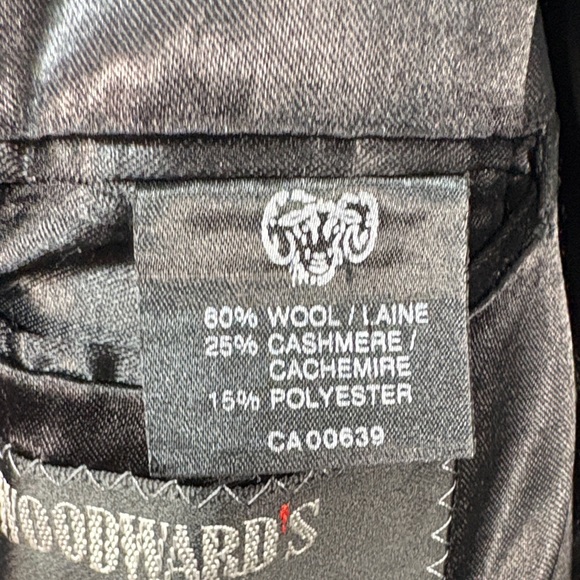 60% WOOL / LAINE
25% CASHMERE /
CACHEMIRE
15% POLYESTER
CA 00639
WOODWARD'S